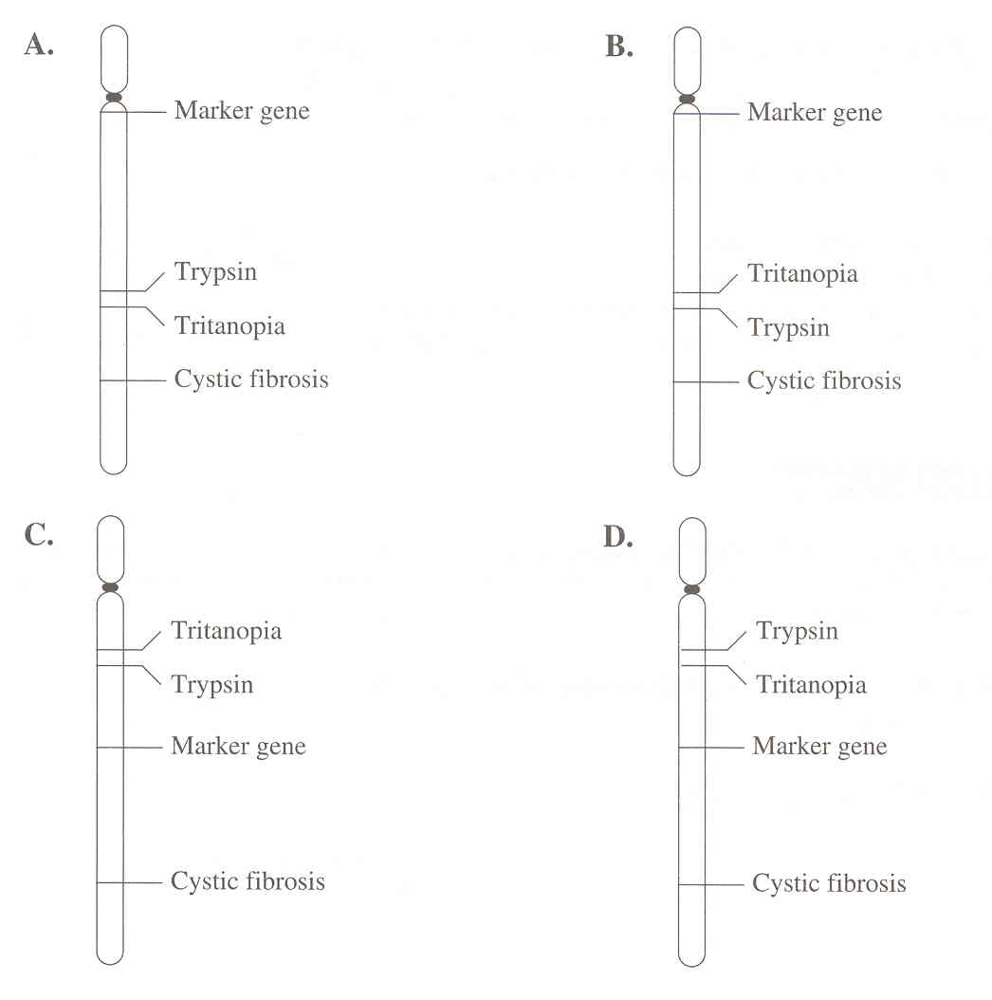 A.
Marker gene
Trypsin
Tritanopia
Cystic fibrosis
B.
Marker gene
Tritanopia
Trypsin
Cystic fibrosis
C.
Tritanopia
Trypsin
Marker gene
Cystic fibrosis
D.
Trypsin
Tritanopia
Marker gene
Cystic fibrosis